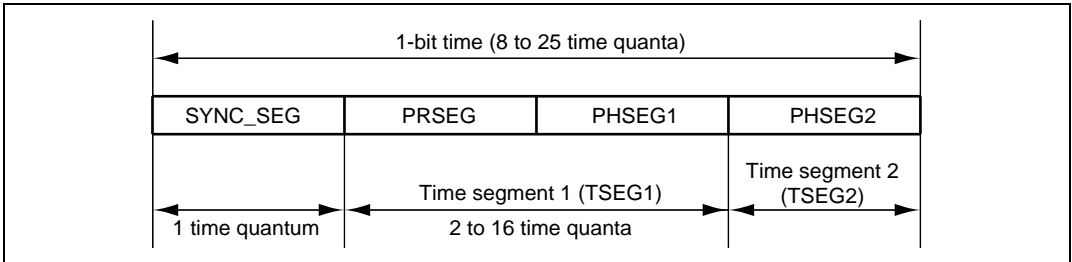 1-bit time (8 to 25 time quanta)
SYNC_SEG PRSEG PHSEG1 PHSEG2
Time segment 1 (TSEG1)
Time segment 2
(TSEG2)
1 time quantum
2 to 16 time quanta